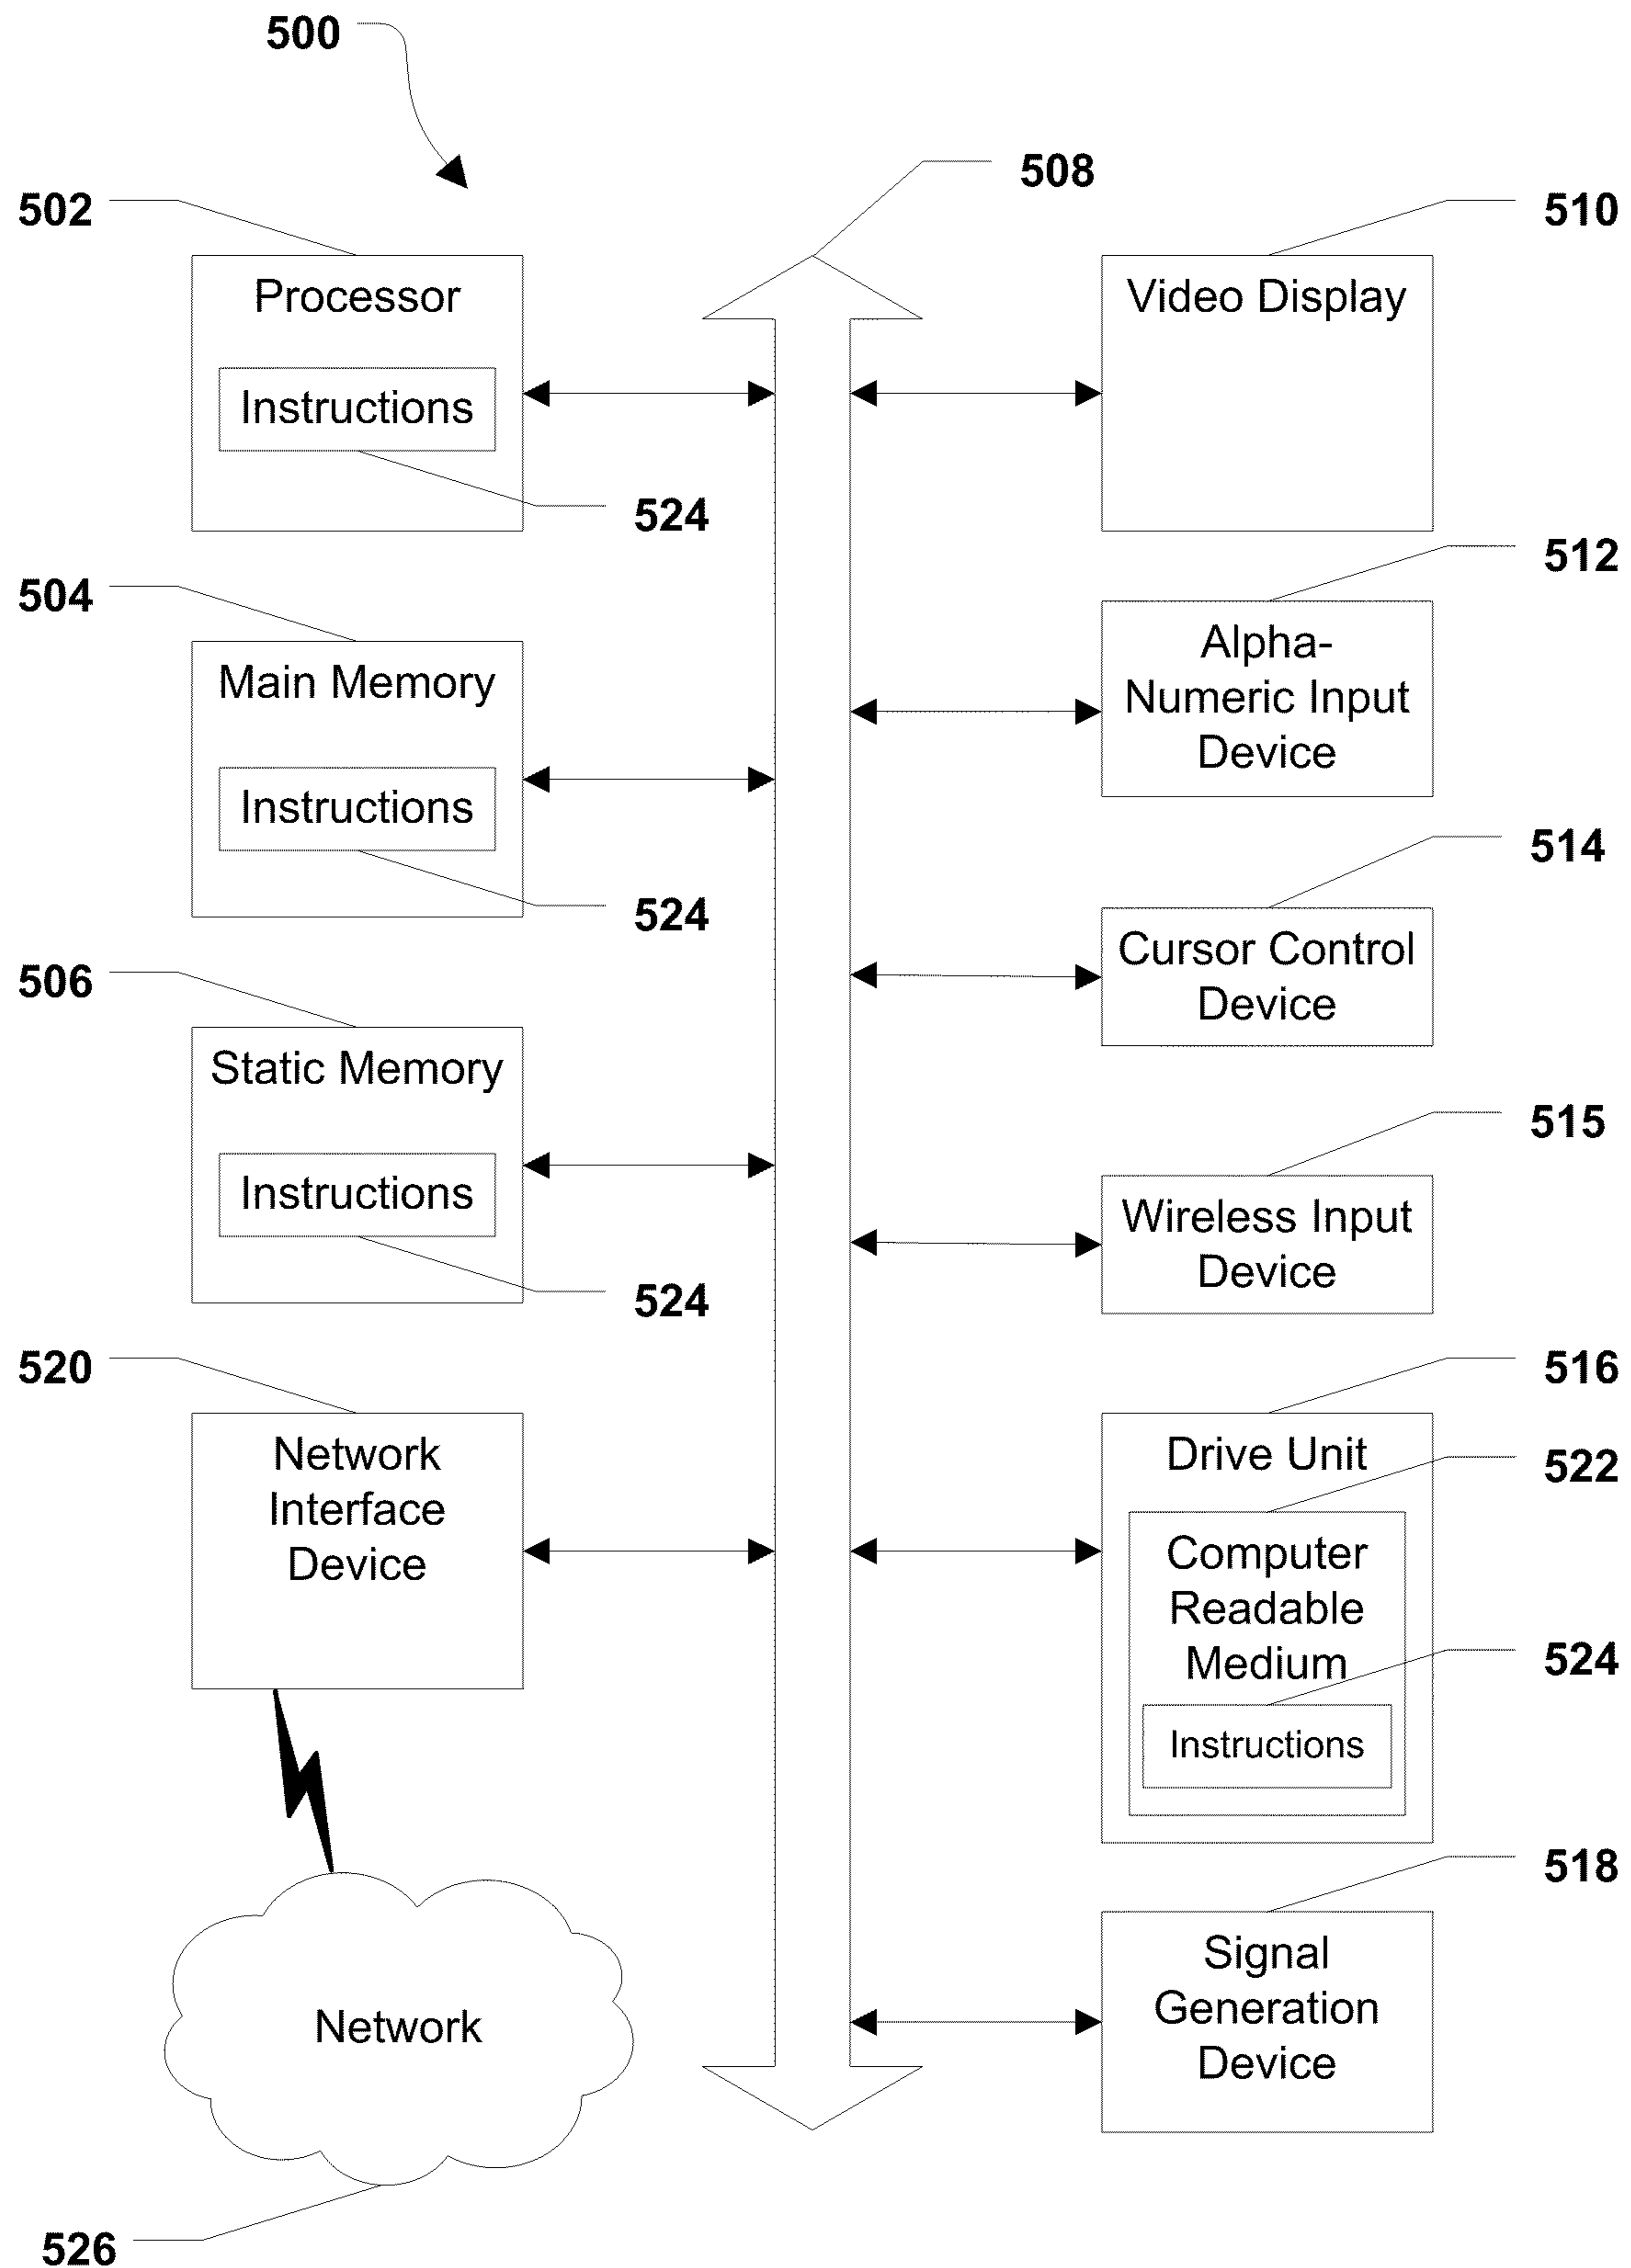 500
508
502
Processor
Instructions
524
504
Main Memory
Instructions
524
506
Static Memory
Instructions
524
520
Network
Interface
Device
Network
526
510
Video Display
512
Alpha-
Numeric Input
Device
514
Cursor Control
Device
515
Wireless Input
Device
516
Drive Unit
522
Computer
Readable
Medium
524
Instructions
518
Signal
Generation
Device